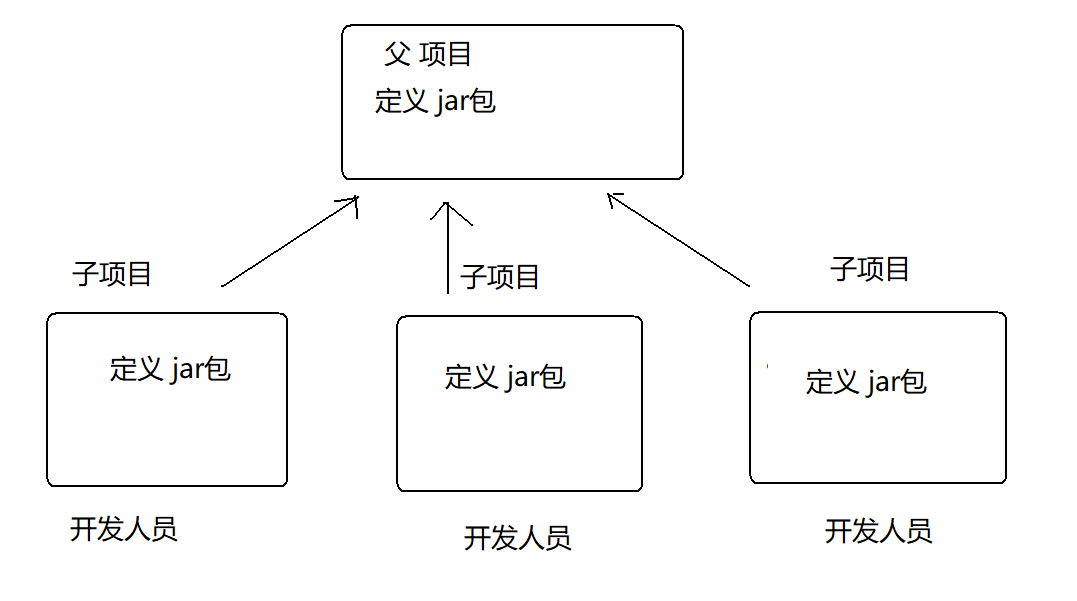 父 项目
定义 jar包
子项目
子项目
子项目
定义 jar包
定义 jar包
定义 jar包
开发人员
开发人员
开发人员